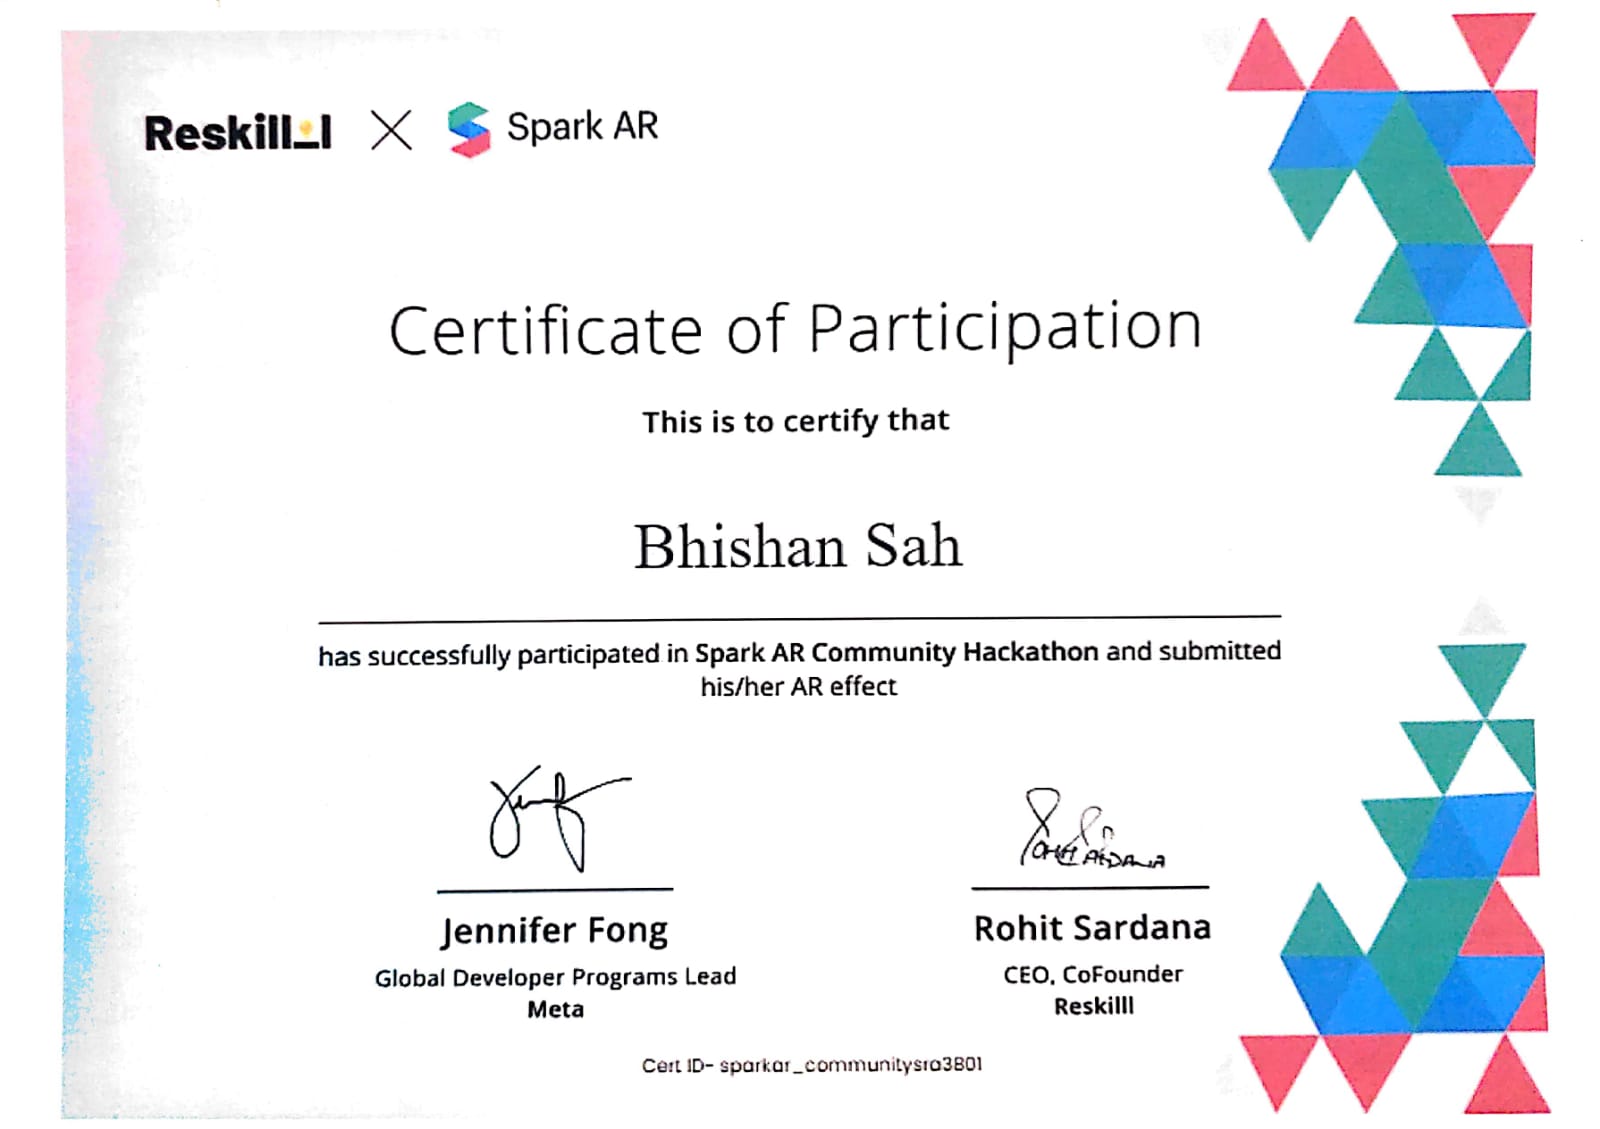 Reskilll X Spark AR
Certificate of Participation
This is to certify that
Bhishan Sah
has successfully participated in Spark AR Community Hackathon and submitted
his/her AR effect
Jennifer Fong
Global Developer Programs Lead
Meta
Rohit Sardana
CEO, CoFounder
Reskilll
Cert ID- sparkar_communitysra3801